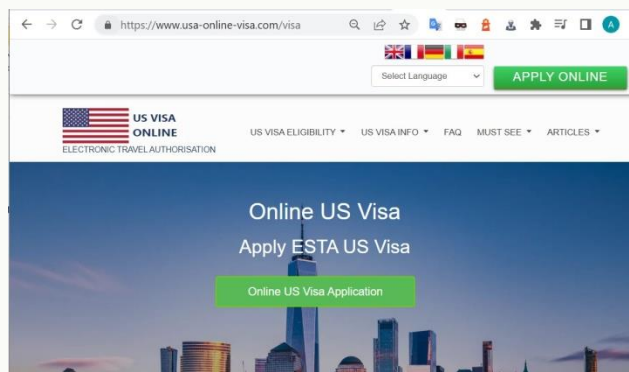 https://www.usa-online-visa.com/visa
A
Select Language
APPLY ONLINE
US VISA
ONLINE
ELECTRONIC TRAVEL AUTHORISATION
US VISA ELIGIBILITY
US VISA INFO
FAQ
MUST SEE
ARTICLES
Online US Visa
Apply ESTA US Visa
Online US Visa Application